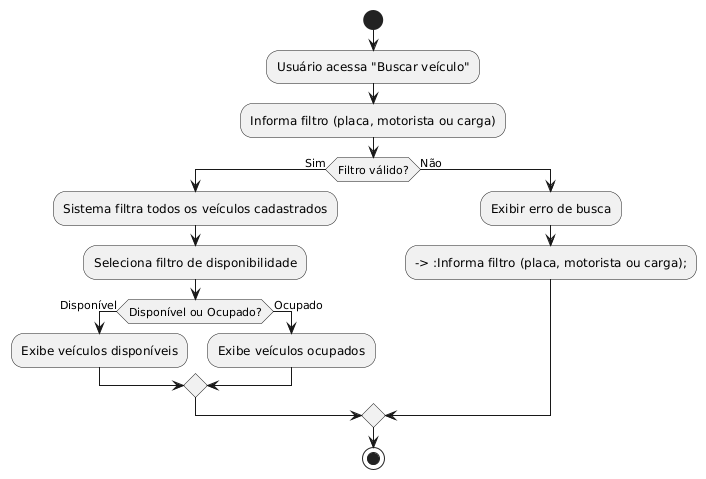 Usuário acessa "Buscar veículo"
Informa filtro (placa, motorista ou carga)
Sim
Filtro válido?
Não
Sistema filtra todos os veículos cadastrados
Exibir erro de busca
Seleciona filtro de disponibilidade
-> :Informa filtro (placa, motorista ou carga);
Disponível
Disponível ou Ocupado?
Ocupado
Exibe veículos disponíveis
Exibe veículos ocupados